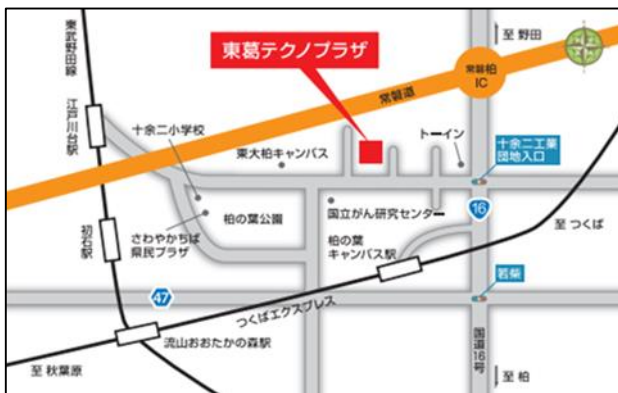 東武野田線
江戸川台駅
初石駅
東葛テクノプラザ
至 野田
常磐柏
IC
常磐道
十余二小学校
東大柏キャンパス
トーイン
十余二工業
団地入口
さわやかちば
県民プラザ
柏の葉公園
国立がん研究センター
16
柏の葉
キャンパス駅
至 つくば
47
つくばエクスプレス
若柴
流山おおたかの森駅
国道16号
至 秋葉原
至 柏